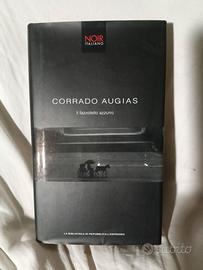 NOIR
ITALIANO
CORRADO AUGIAS
Il fazzoletto azzurro
LA BIBLIOTECA DI REPUBBLICA-L'ESPRESSO
subito